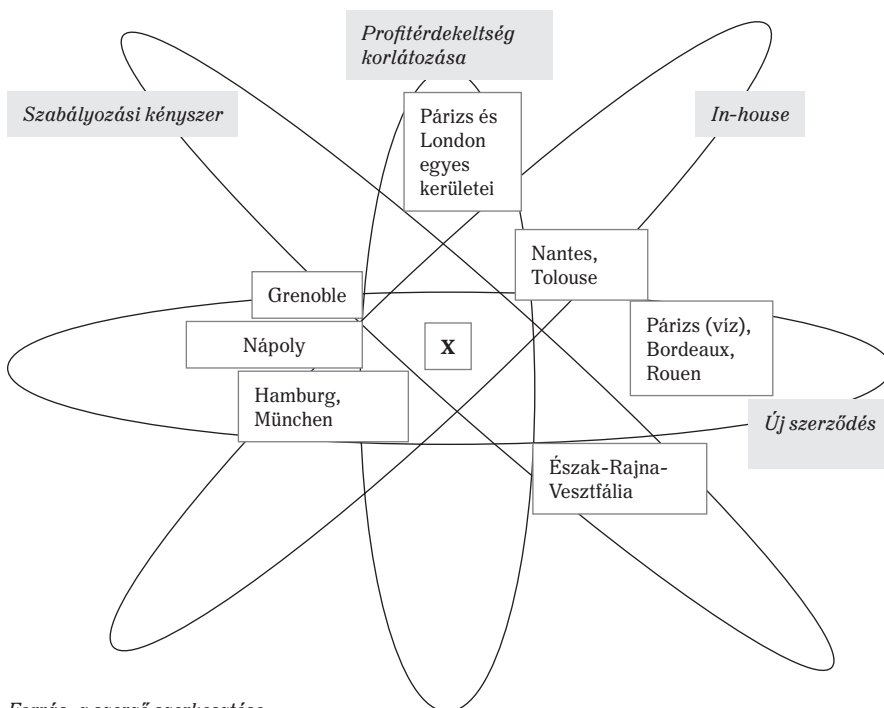 Profitérdekeltség
korlátozása
Szabályozási kényszer
In-house
Párizs és
London
egyes
kerületei
Nantes,
Tolouse
Grenoble
Párizs (víz),
Bordeaux,
Rouen
Nápoly
X
Hamburg,
München
Új szerződés
Észak-Rajna-
Vesztfália